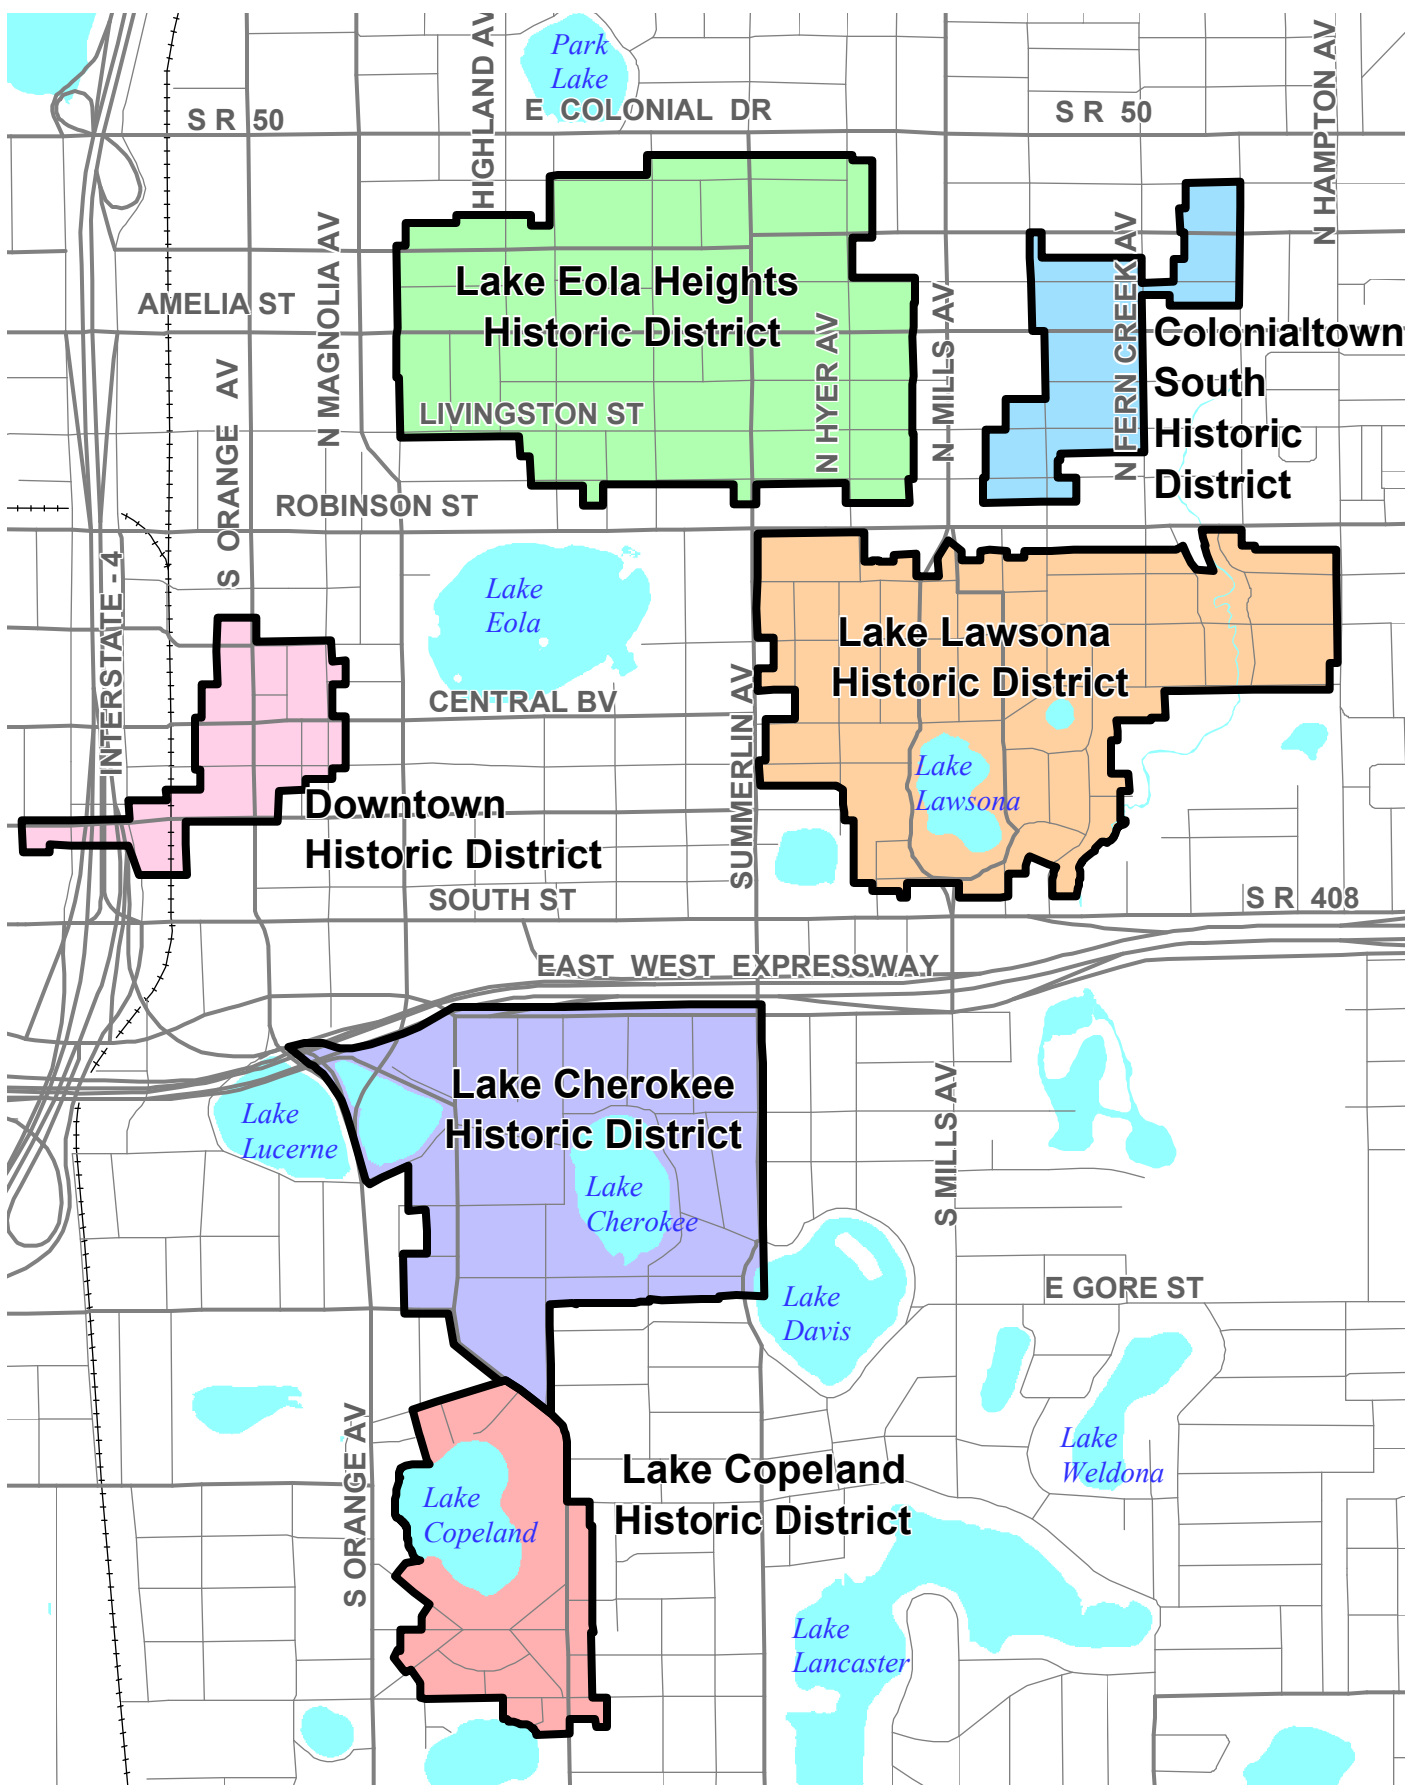 Park
Lake
HIGHLAND AV
E COLONIAL DR
S R 50
S R 50
N HAMPTON AV
Lake Eola Heights
Historic District
AMELIA ST
N MAGNOLIA AV
S ORANGE AV
LIVINGSTON ST
N HYER AV
N MILLS AV
N FERN CREEK AV
Colonialtown
South
Historic
District
ROBINSON ST
INTERSTATE - 4
Lake
Eola
CENTRAL BV
SUMMERLIN AV
Lake Lawsona
Historic District
Lake
Lawsona
Downtown
Historic District
SOUTH ST
S R 408
EAST WEST EXPRESSWAY
Lake Cherokee
Historic District
Lake
Lucerne
Lake
Cherokee
S MILLS AV
Lake
Davis
E GORE ST
S ORANGE AV
Lake
Weldona
Lake Copeland
Historic District
Lake
Copeland
Lake
Lancaster